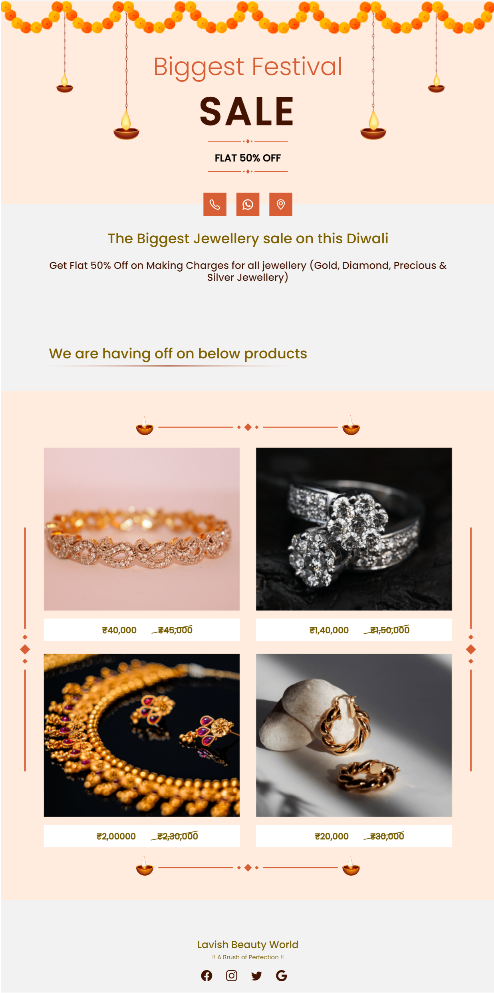 Biggest Festival
SALE
FLAT 50% OFF
The Biggest Jewellery sale on this Diwali
Get Flat 50% Off on Making Charges for all jewellery (Gold, Diamond, Precious &
Silver Jewellery)
We are having off on below products
₹40,000 ₹45,000
₹1,40,000 ₹1,50,000
₹2,00000 ₹2,30,000
₹20,000 ₹30,000
Lavish Beauty World
!! A Brush of Perfection !!